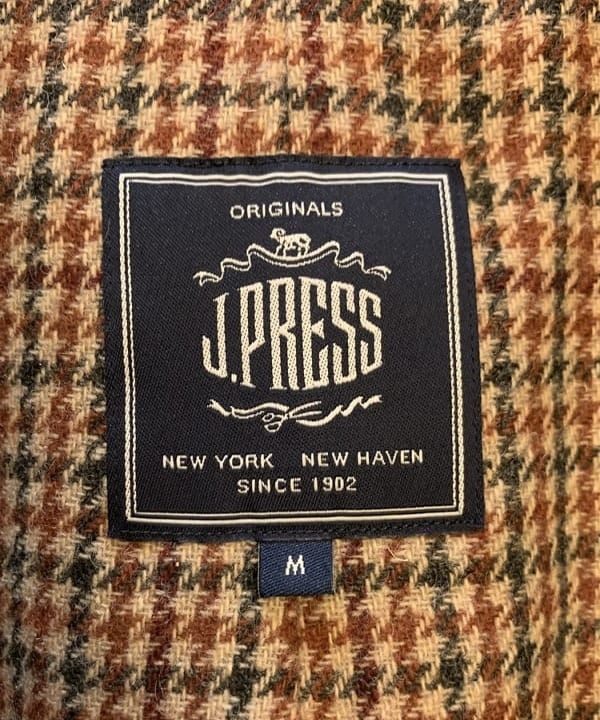 ORIGINALS
J.PRESS
NEW YORK NEW HAVEN
SINCE 1902
M